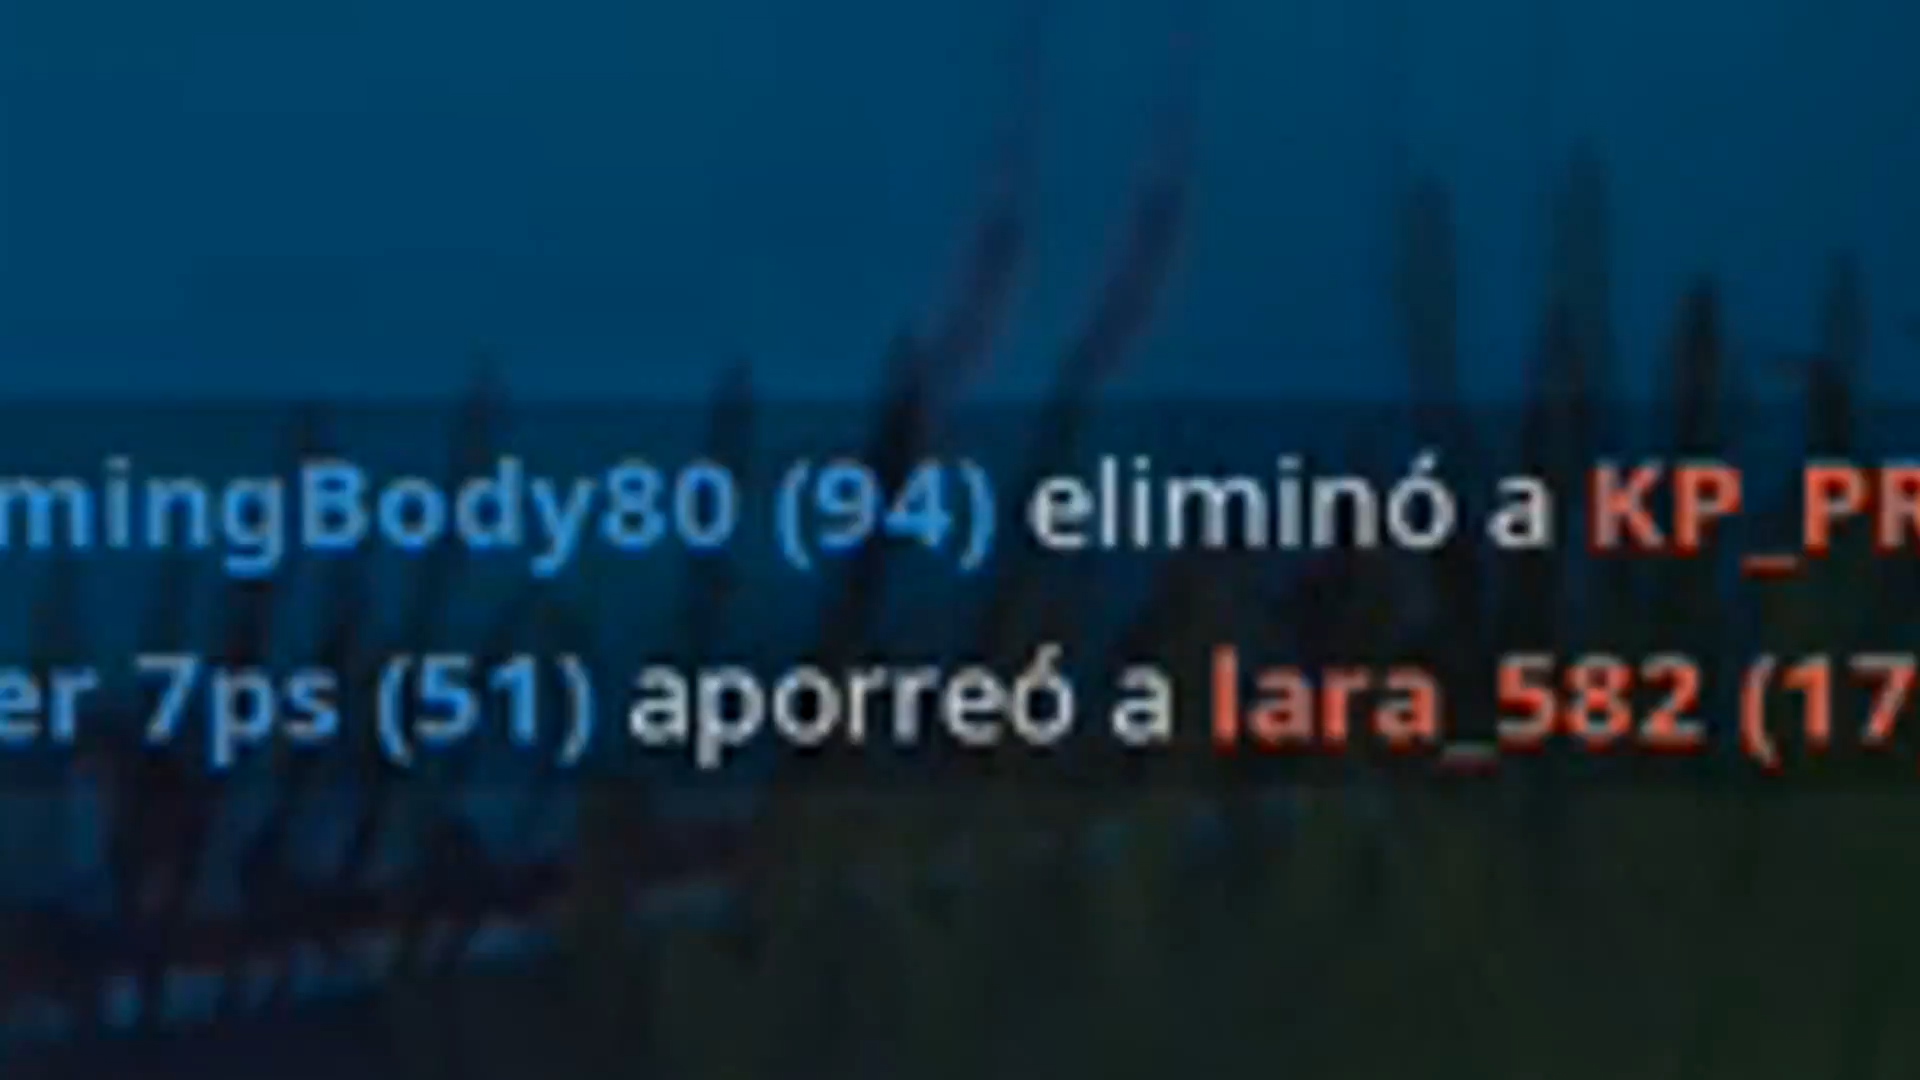 mingBody80 (94) eliminó a KP_PR
er 7ps (51) aporreó a lara_582 (17